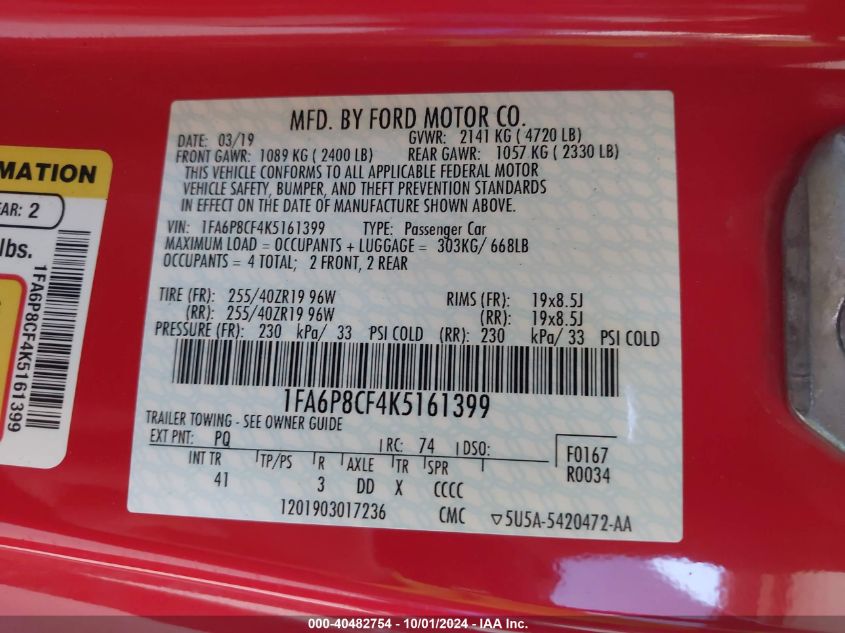 MFD. BY FORD MOTOR CO.
DATE: 03/19 GVWR: 2141 KG ( 4720 LB)
FRONT GAWR: 1089 KG ( 2400 LB) REAR GAWR: 1057 KG ( 2330 LB)
THIS VEHICLE CONFORMS TO ALL APPLICABLE FEDERAL MOTOR
VEHICLE SAFETY, BUMPER, AND THEFT PREVENTION STANDARDS
IN EFFECT ON THE DATE OF MANUFACTURE SHOWN ABOVE.
VIN: 1FA6P8CF4K5161399 TYPE: Passenger Car
MAXIMUM LOAD = OCCUPANTS + LUGGAGE = 303KG/ 668LB
OCCUPANTS = 4 TOTAL; 2 FRONT, 2 REAR
TIRE (FR): 255/40ZR19 96W RIMS (FR): 19x8.5J
(RR): 255/40ZR19 96W (RR): 19x8.5J
PRESSURE (FR): 230 kPa/ 33 PSI COLD (RR): 230 kPa/ 33 PSI COLD
1FA6P8CF4K5161399
TRAILER TOWING - SEE OWNER GUIDE
EXT PNT: PQ RC: 74 DSO: F0167
R0034
INT TR TP/PS R AXLE TR SPR
41 3 DD X CCCC
1201903017236 CMC ▽5U5A-5420472-AA
MATION
EAR: 2
lbs.
1FA6P8CF4K5161399
000-40482754 - 10/01/2024 - IAA Inc.